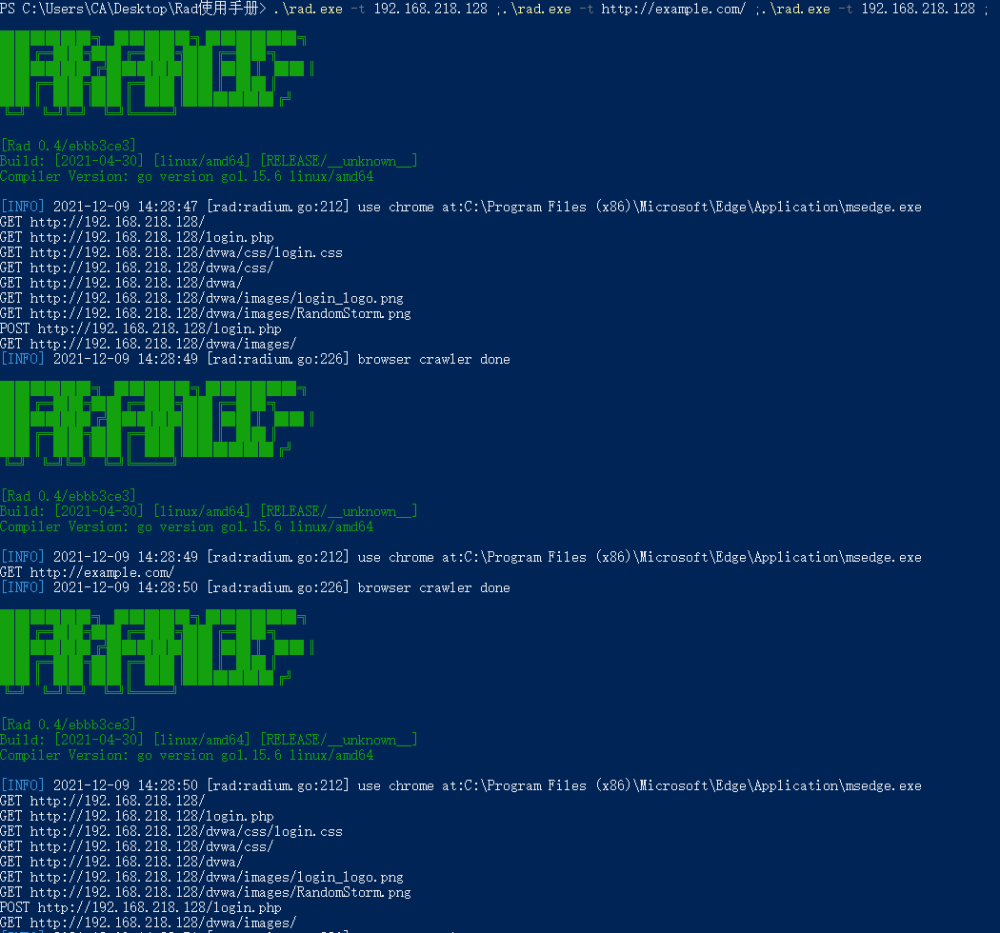 PS C:\Users\CA\Desktop\Rad使用手册> .\rad.exe -t 192.168.218.128 ;.\rad.exe -t http://example.com/ ;.\rad.exe -t 192.168.218.128 ;
[Rad 0.4/ebbb3ce3]
Build: [2021-04-30] [linux/amd64] [RELEASE/__unknown__]
Compiler Version: go version go1.15.6 linux/amd64
[INFO] 2021-12-09 14:28:47 [rad:radium.go:212] use chrome at:C:\Program Files (x86)\Microsoft\Edge\Application\msedge.exe
GET http://192.168.218.128/
GET http://192.168.218.128/login.php
GET http://192.168.218.128/dvwa/css/login.css
GET http://192.168.218.128/dvwa/css/
GET http://192.168.218.128/dvwa/
GET http://192.168.218.128/dvwa/images/login_logo.png
GET http://192.168.218.128/dvwa/images/RandomStorm.png
POST http://192.168.218.128/login.php
GET http://192.168.218.128/dvwa/images/
[INFO] 2021-12-09 14:28:49 [rad:radium.go:226] browser crawler done
[Rad 0.4/ebbb3ce3]
Build: [2021-04-30] [linux/amd64] [RELEASE/__unknown__]
Compiler Version: go version go1.15.6 linux/amd64
[INFO] 2021-12-09 14:28:49 [rad:radium.go:212] use chrome at:C:\Program Files (x86)\Microsoft\Edge\Application\msedge.exe
GET http://example.com/
[INFO] 2021-12-09 14:28:50 [rad:radium.go:226] browser crawler done
[Rad 0.4/ebbb3ce3]
Build: [2021-04-30] [linux/amd64] [RELEASE/__unknown__]
Compiler Version: go version go1.15.6 linux/amd64
[INFO] 2021-12-09 14:28:50 [rad:radium.go:212] use chrome at:C:\Program Files (x86)\Microsoft\Edge\Application\msedge.exe
GET http://192.168.218.128/
GET http://192.168.218.128/login.php
GET http://192.168.218.128/dvwa/css/login.css
GET http://192.168.218.128/dvwa/css/
GET http://192.168.218.128/dvwa/
GET http://192.168.218.128/dvwa/images/login_logo.png
GET http://192.168.218.128/dvwa/images/RandomStorm.png
POST http://192.168.218.128/login.php
GET http://192.168.218.128/dvwa/images/